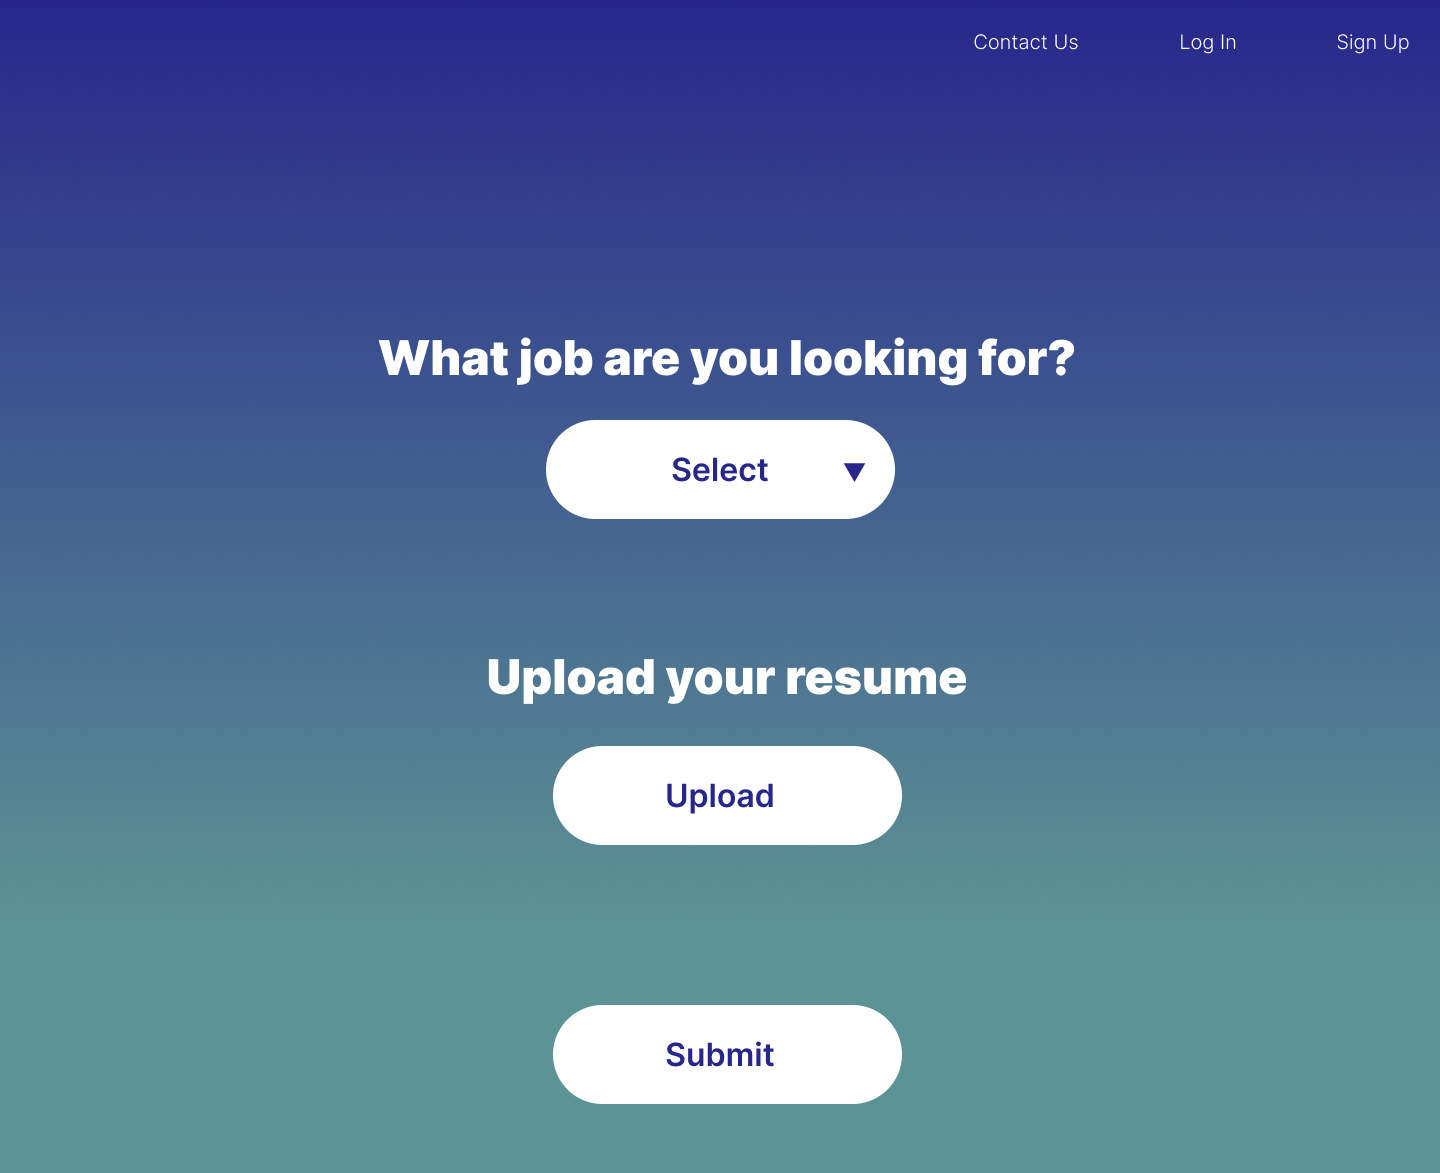 Contact Us Log In Sign Up
What job are you looking for?
Select
Upload your resume
Upload
Submit